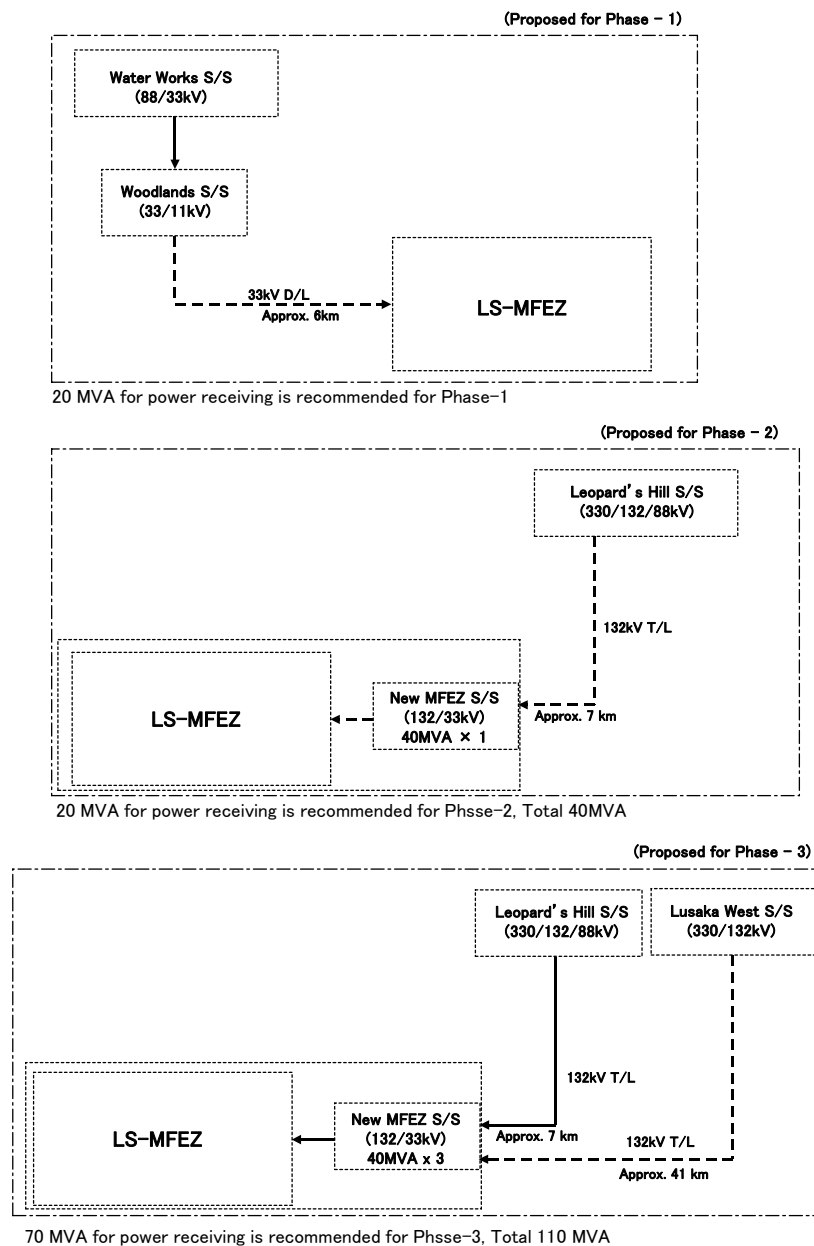 (Proposed for Phase - 1)
Water Works S/S
(88/33kV)
Woodlands S/S
(33/11kV)
33kV D/L
Approx. 6km
LS-MFEZ
20 MVA for power receiving is recommended for Phase-1
(Proposed for Phase - 2)
Leopard's Hill S/S
(330/132/88kV)
132kV T/L
New MFEZ S/S
(132/33kV)
40MVA × 1
LS-MFEZ
Approx. 7 km
20 MVA for power receiving is recommended for Phsse-2, Total 40MVA
(Proposed for Phase - 3)
Leopard's Hill S/S
(330/132/88kV)
Lusaka West S/S
(330/132kV)
132kV T/L
New MFEZ S/S
(132/33kV)
40MVA x 3
LS-MFEZ
Approx. 7 km
132kV T/L
Approx. 41 km
70 MVA for power receiving is recommended for Phsse-3, Total 110 MVA